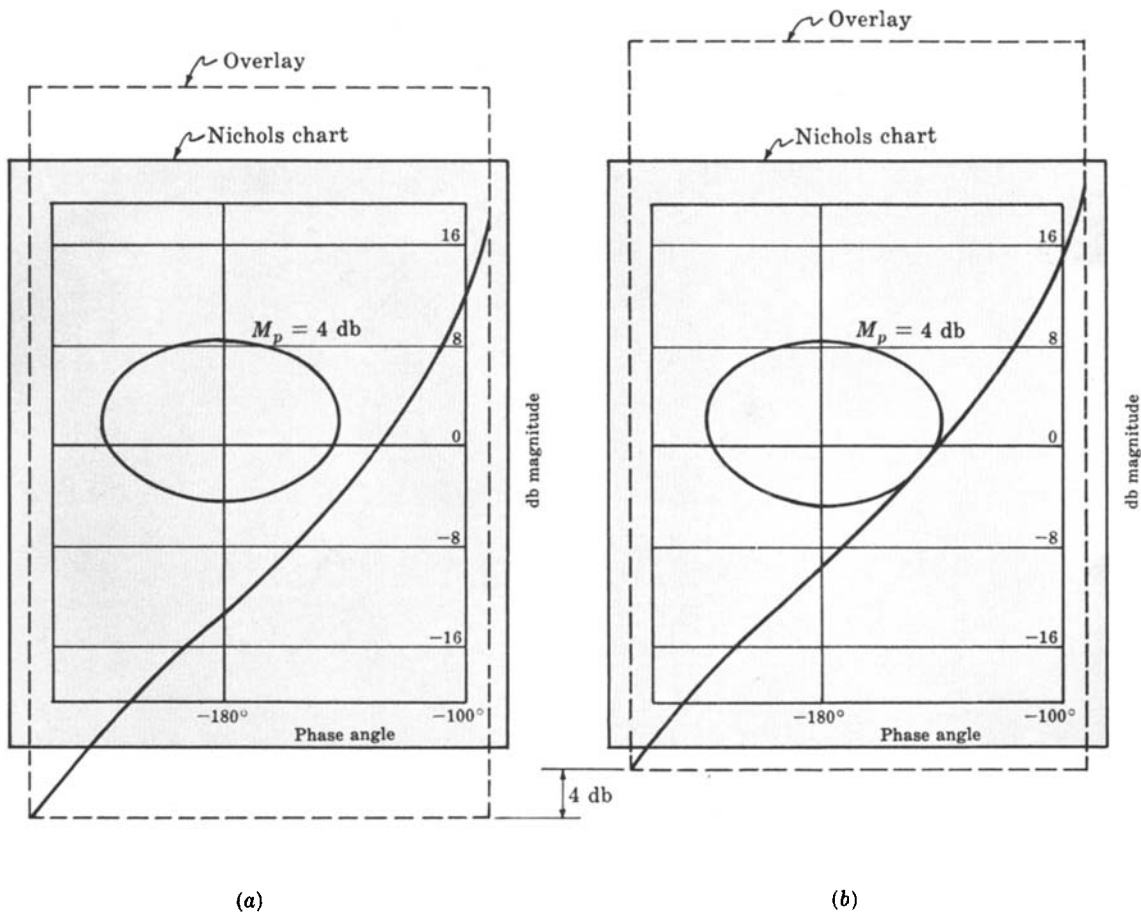 Overlay
Nichols chart
16
M_p = 4 db
8
0
−8
−16
−180°
−100°
Phase angle
db magnitude
(a)
Overlay
Nichols chart
16
M_p = 4 db
8
0
−8
−16
−180°
−100°
Phase angle
db magnitude
4 db
(b)